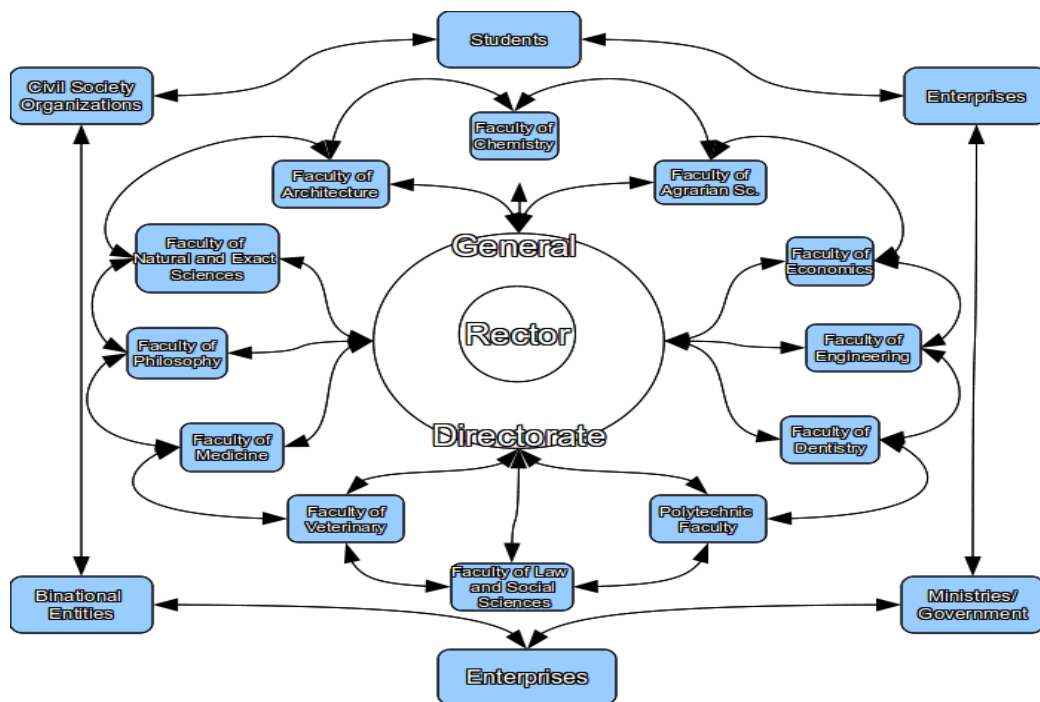 Students
Civil Society
Organizations
Enterprises
Faculty of
Chemistry
Faculty of
Architecture
Faculty of
Agrarian Sc.
General
Faculty of
Natural and Exact
Sciences
Faculty of
Economics
Rector
Faculty of
Philosophy
Faculty of
Engineering
Directorate
Faculty of
Medicine
Faculty of
Dentistry
Faculty of
Veterinary
Polytechnic
Faculty
Faculty of Law
and Social
Sciences
Binational
Entities
Ministries/
Government
Enterprises